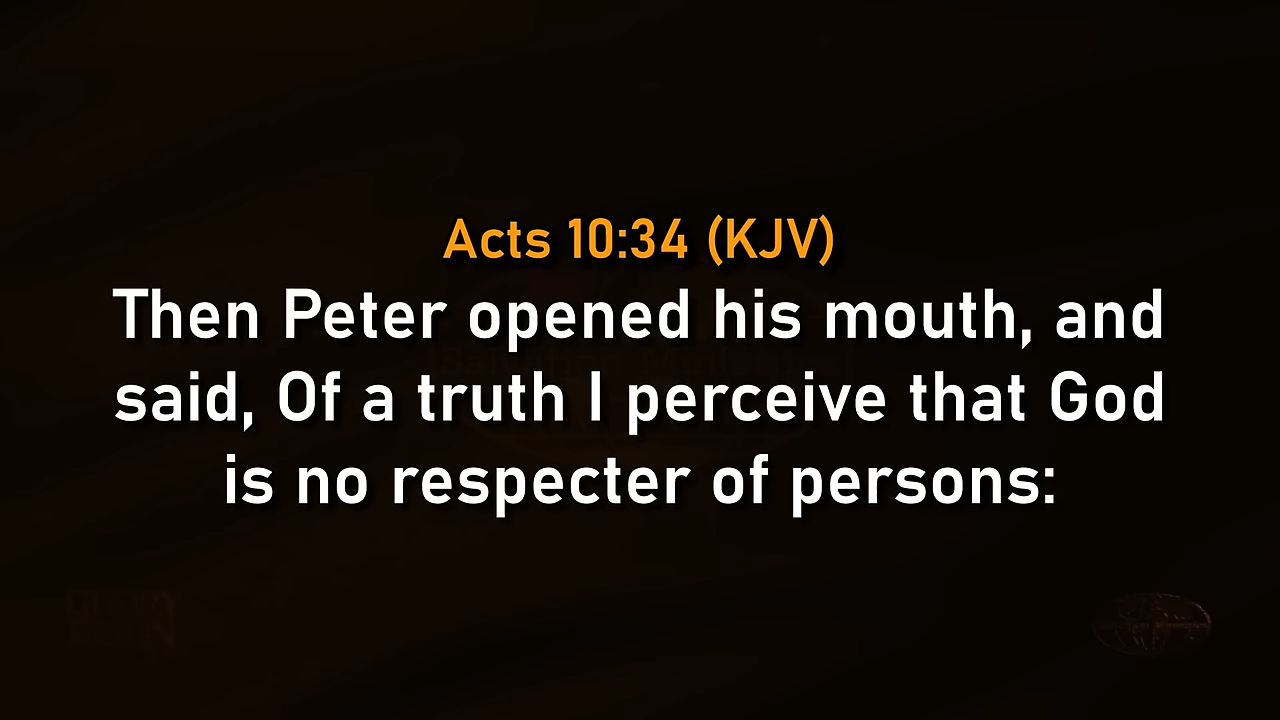 Acts 10:34 (KJV)
Then Peter opened his mouth, and
said, Of a truth I perceive that God
is no respecter of persons: